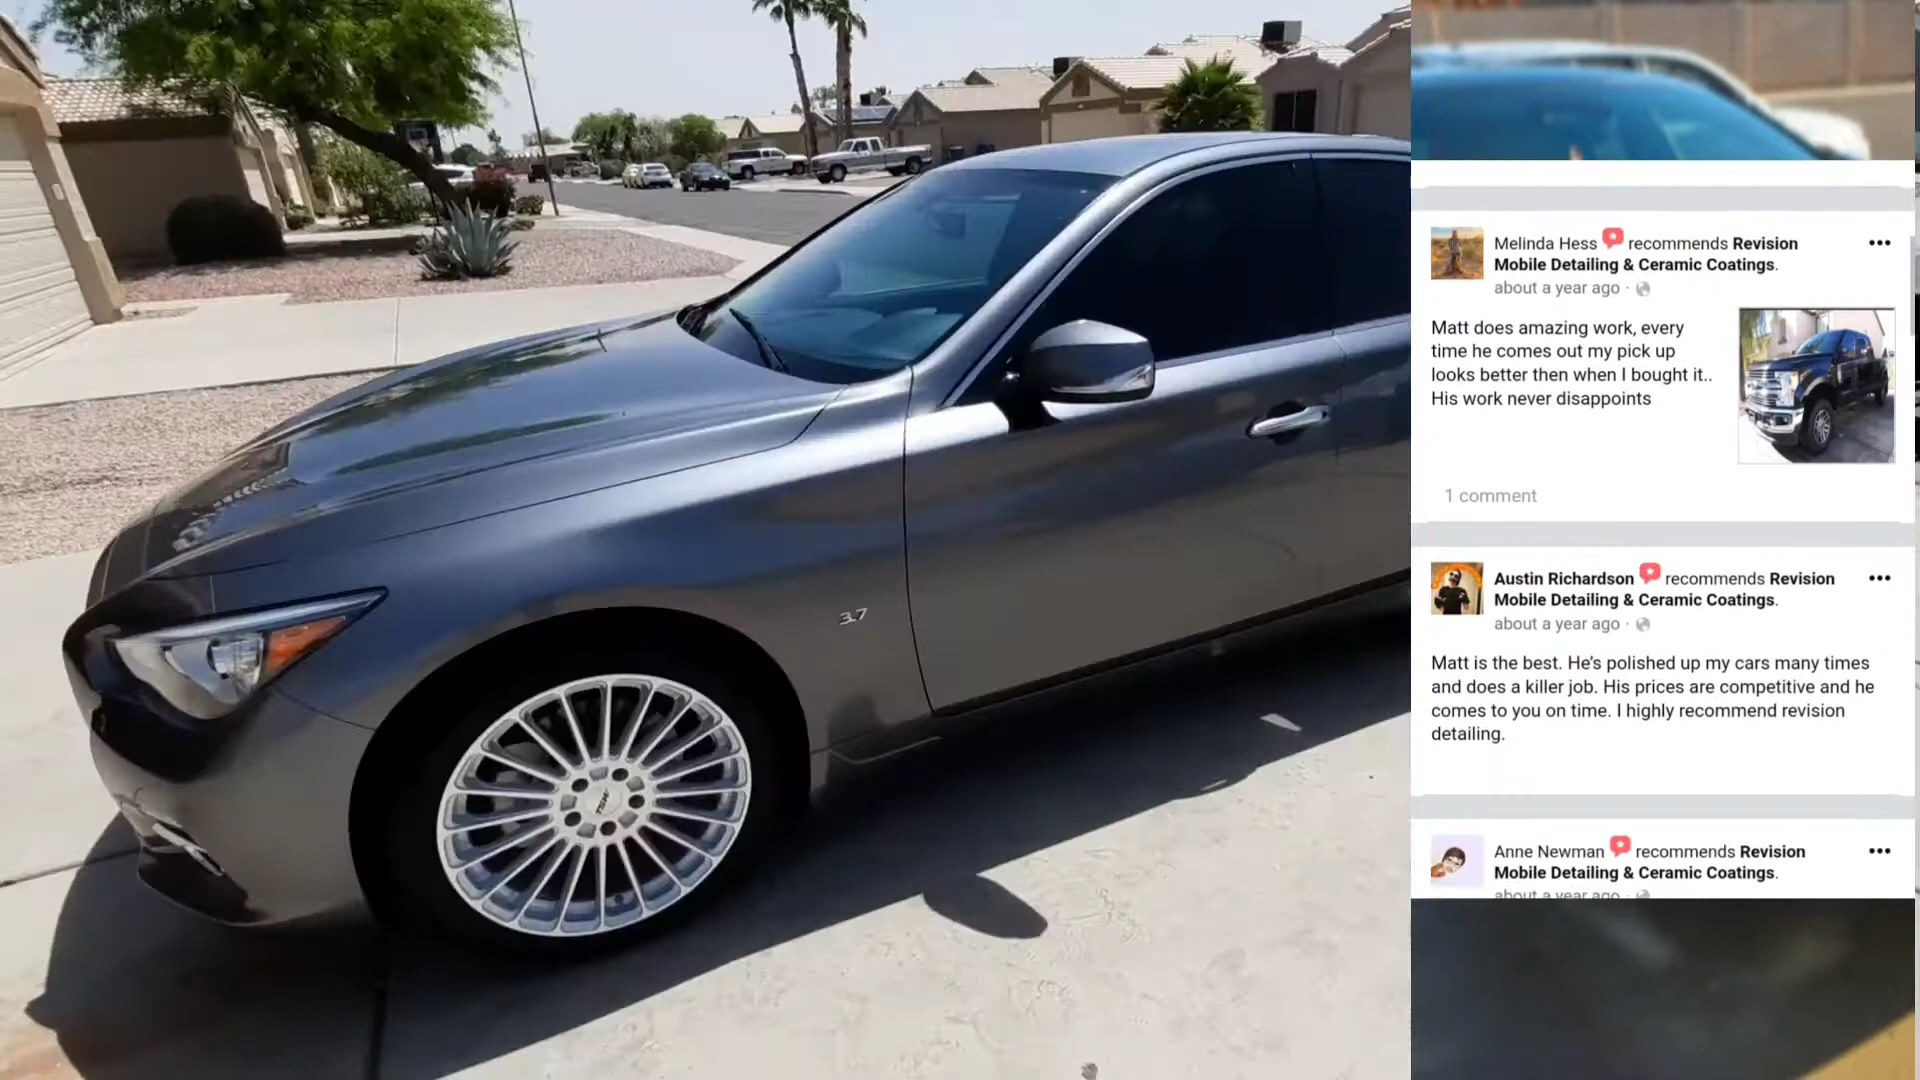 Melinda Hess recommends Revision
Mobile Detailing & Ceramic Coatings.
about a year ago ·
Matt does amazing work, every
time he comes out my pick up
looks better then when I bought it..
His work never disappoints
1 comment
Austin Richardson recommends Revision
Mobile Detailing & Ceramic Coatings.
about a year ago ·
Matt is the best. He's polished up my cars many times
and does a killer job. His prices are competitive and he
comes to you on time. I highly recommend revision
detailing.
Anne Newman recommends Revision
Mobile Detailing & Ceramic Coatings.
about a year ago ·
3.7
TSW